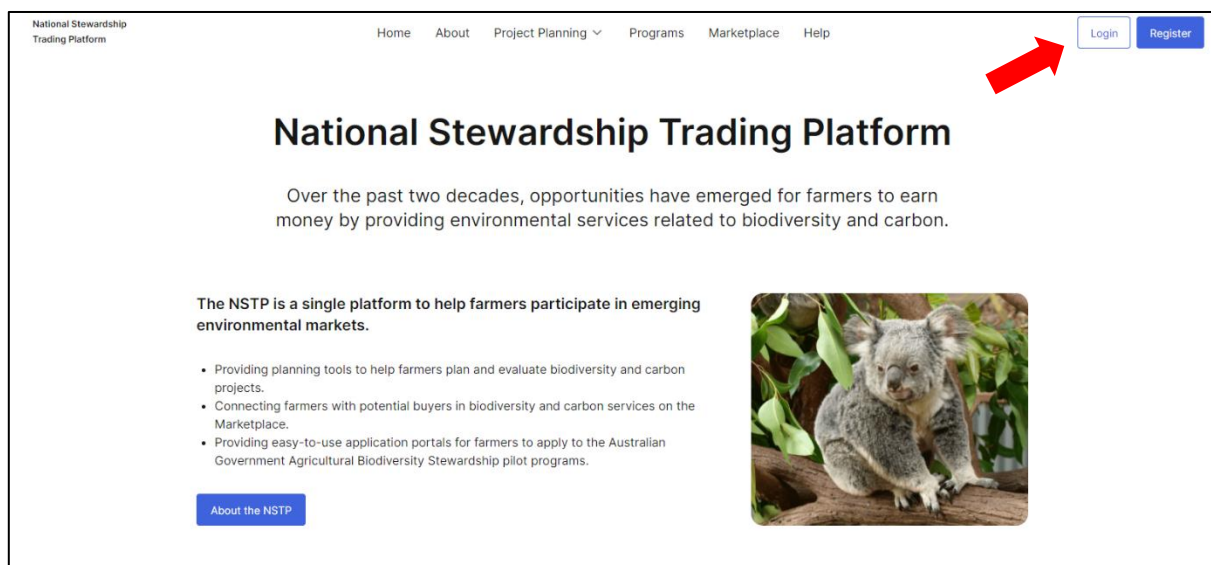 National Stewardship
Trading Platform
Home About Project Planning Programs Marketplace Help
Login Register
National Stewardship Trading Platform
Over the past two decades, opportunities have emerged for farmers to earn
money by providing environmental services related to biodiversity and carbon.
The NSTP is a single platform to help farmers participate in emerging
environmental markets.
• Providing planning tools to help farmers plan and evaluate biodiversity and carbon
projects.
• Connecting farmers with potential buyers in biodiversity and carbon services on the
Marketplace.
• Providing easy-to-use application portals for farmers to apply to the Australian
Government Agricultural Biodiversity Stewardship pilot programs.
About the NSTP